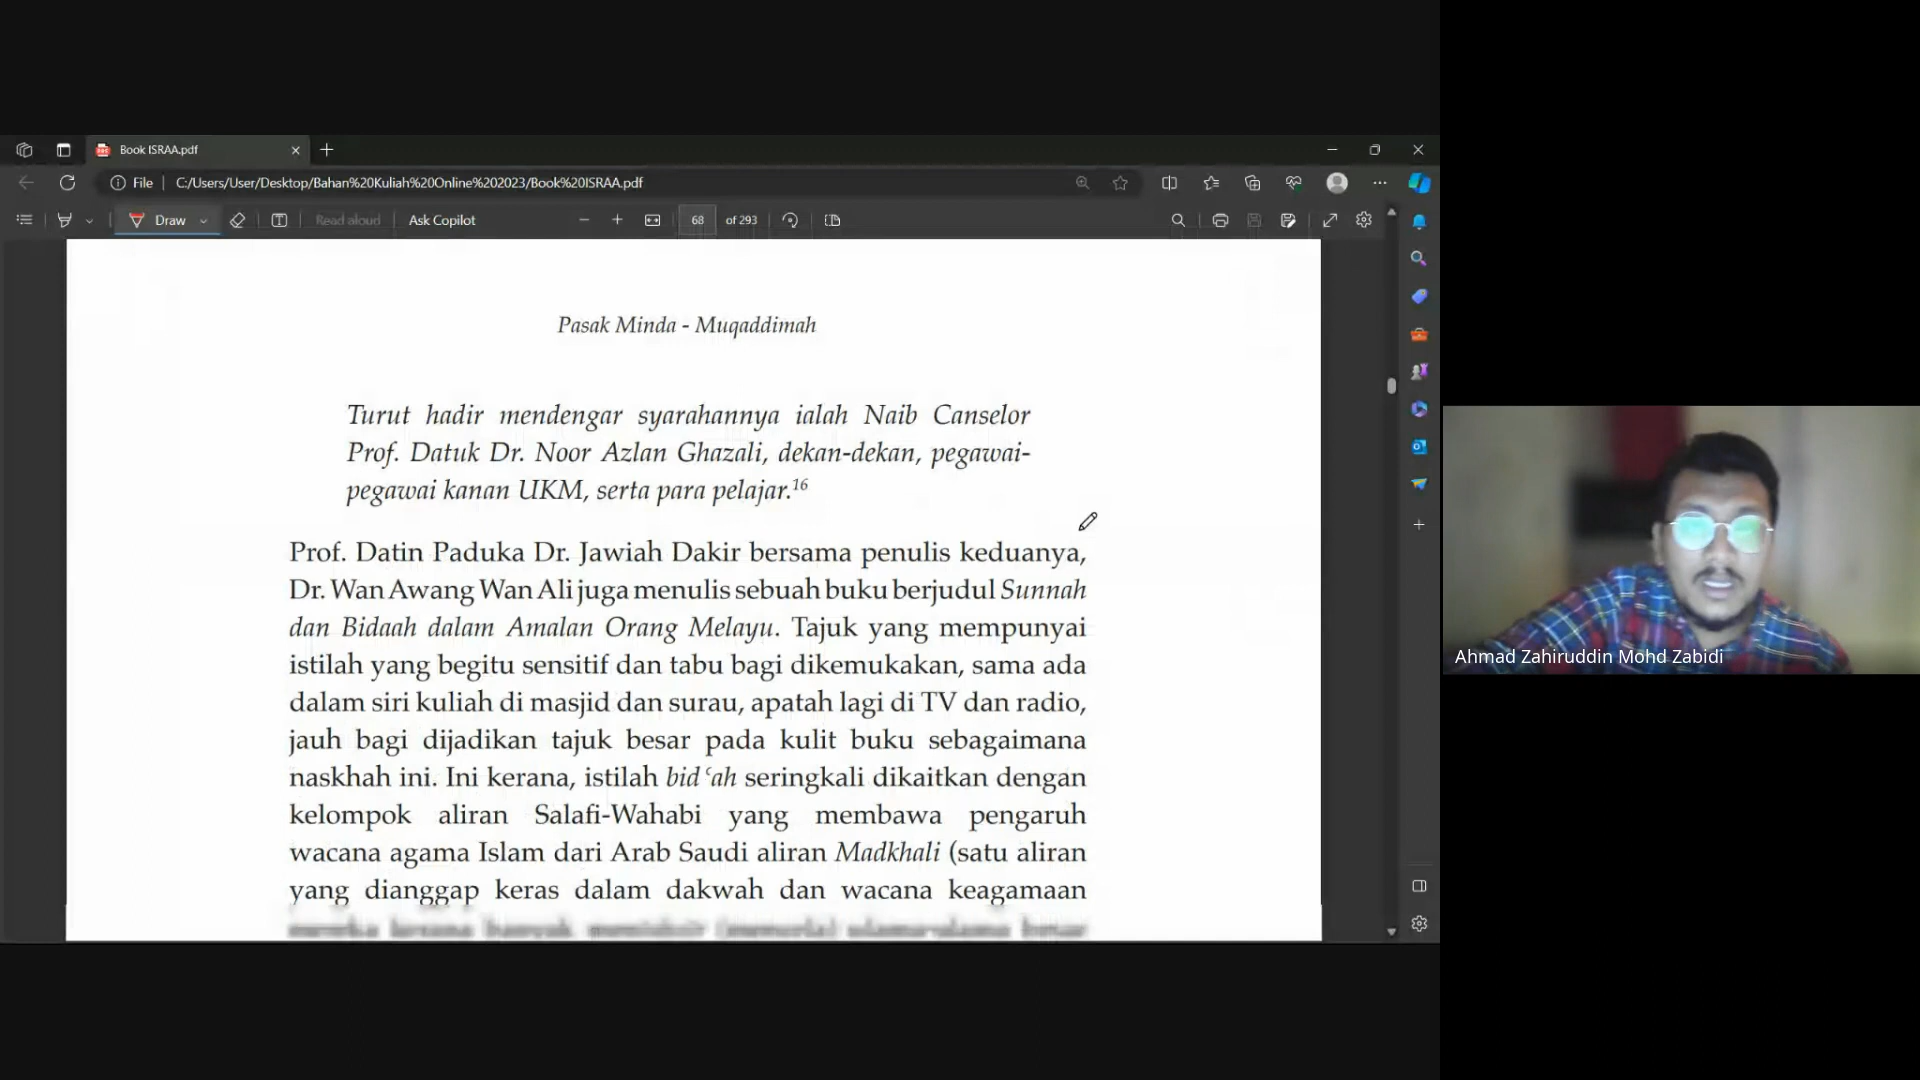 Book ISRAA.pdf
File
C:/Users/User/Desktop/Bahan%20Kuliah%20Online%202023/Book%20ISRAA.pdf
Draw
Read aloud
Ask Copilot
68
of 293
Pasak Minda - Muqaddimah
Turut hadir mendengar syarahannya ialah Naib Canselor
Prof. Datuk Dr. Noor Azlan Ghazali, dekan-dekan, pegawai-
pegawai kanan UKM, serta para pelajar.¹⁶
Prof. Datin Paduka Dr. Jawiah Dakir bersama penulis keduanya,
Dr. Wan Awang Wan Ali juga menulis sebuah buku berjudul Sunnah
dan Bidaah dalam Amalan Orang Melayu. Tajuk yang mempunyai
istilah yang begitu sensitif dan tabu bagi dikemukakan, sama ada
dalam siri kuliah di masjid dan surau, apatah lagi di TV dan radio,
jauh bagi dijadikan tajuk besar pada kulit buku sebagaimana
naskhah ini. Ini kerana, istilah bidʿah seringkali dikaitkan dengan
kelompok aliran Salafi-Wahabi yang membawa pengaruh
wacana agama Islam dari Arab Saudi aliran Madkhali (satu aliran
yang dianggap keras dalam dakwah dan wacana keagamaan
Ahmad Zahiruddin Mohd Zabidi